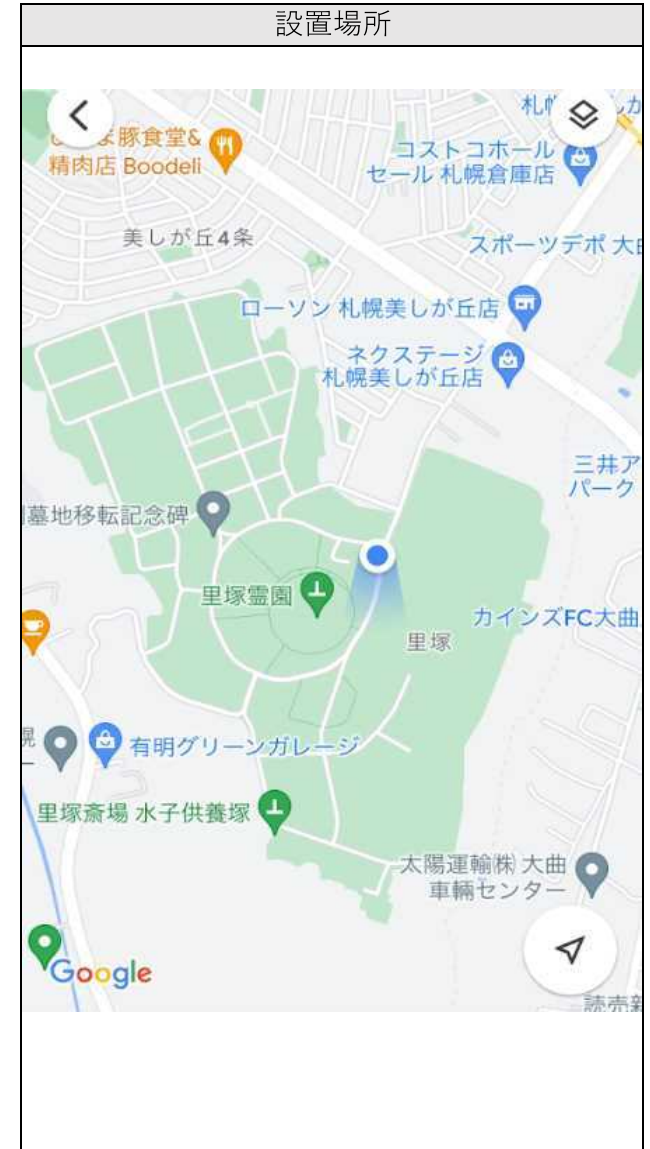 設置場所
豚食堂&
精肉店 Boodeli
コストコホール
セール 札幌倉庫店
美しが丘4条
スポーツデポ 大
ローソン 札幌美しが丘店
ネクステージ
札幌美しが丘店
三井ア
パーク
墓地移転記念碑
里塚霊園
カインズFC大曲
里塚
有明グリーンガレージ
里塚斎場 水子供養塚
太陽運輸㈱ 大曲
車輛センター
Google
読売新